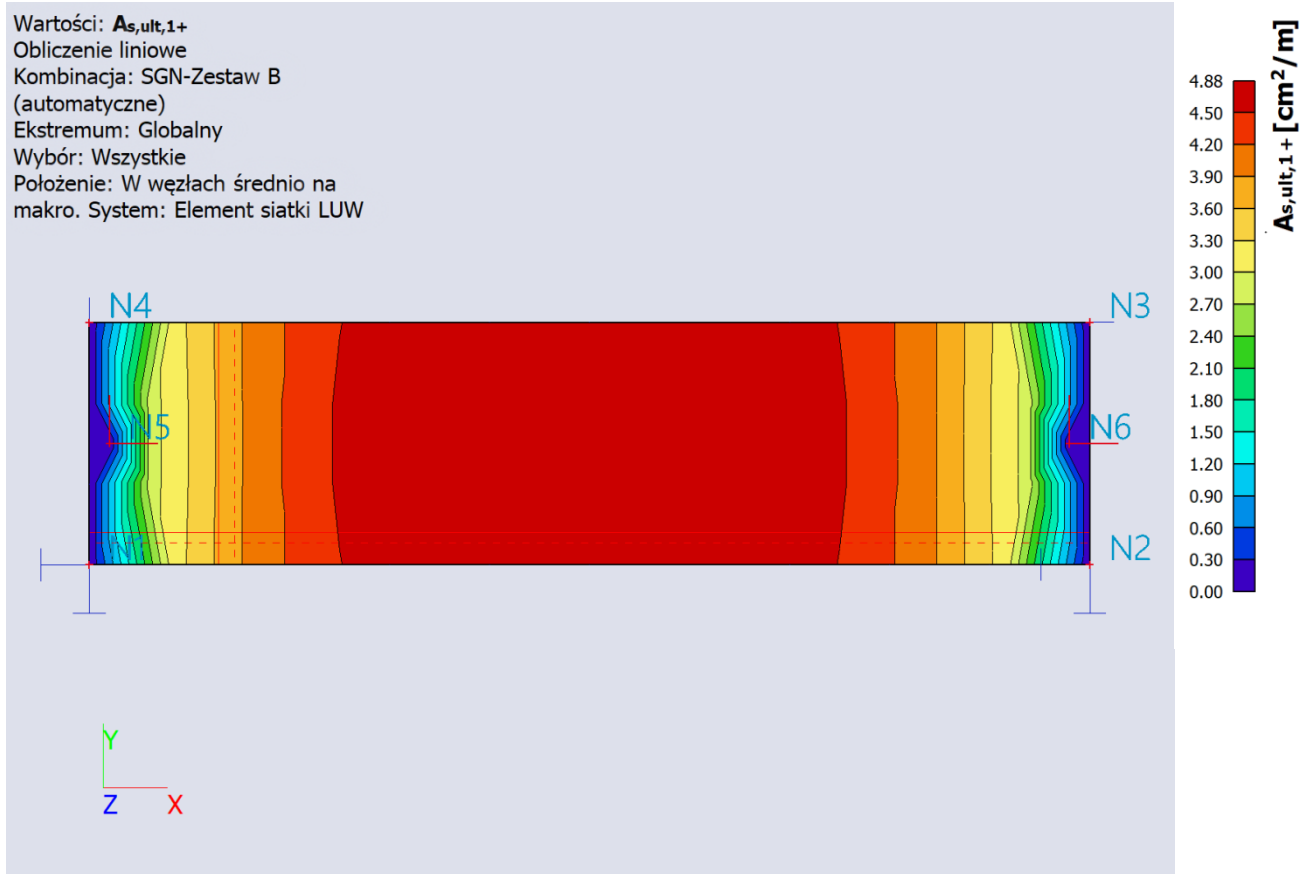 Wartości: As,ult,1+
Obliczenie liniowe
Kombinacja: SGN-Zestaw B
(automatyczne)
Ekstremum: Globalny
Wybór: Wszystkie
Położenie: W węzłach średnio na
makro. System: Element siatki LUW
As,ult,1+ [cm²/m]
4.88
4.50
4.20
3.90
3.60
3.30
3.00
2.70
2.40
2.10
1.80
1.50
1.20
0.90
0.60
0.30
0.00
N4
N3
N5
N6
N1
N2
Y
Z X